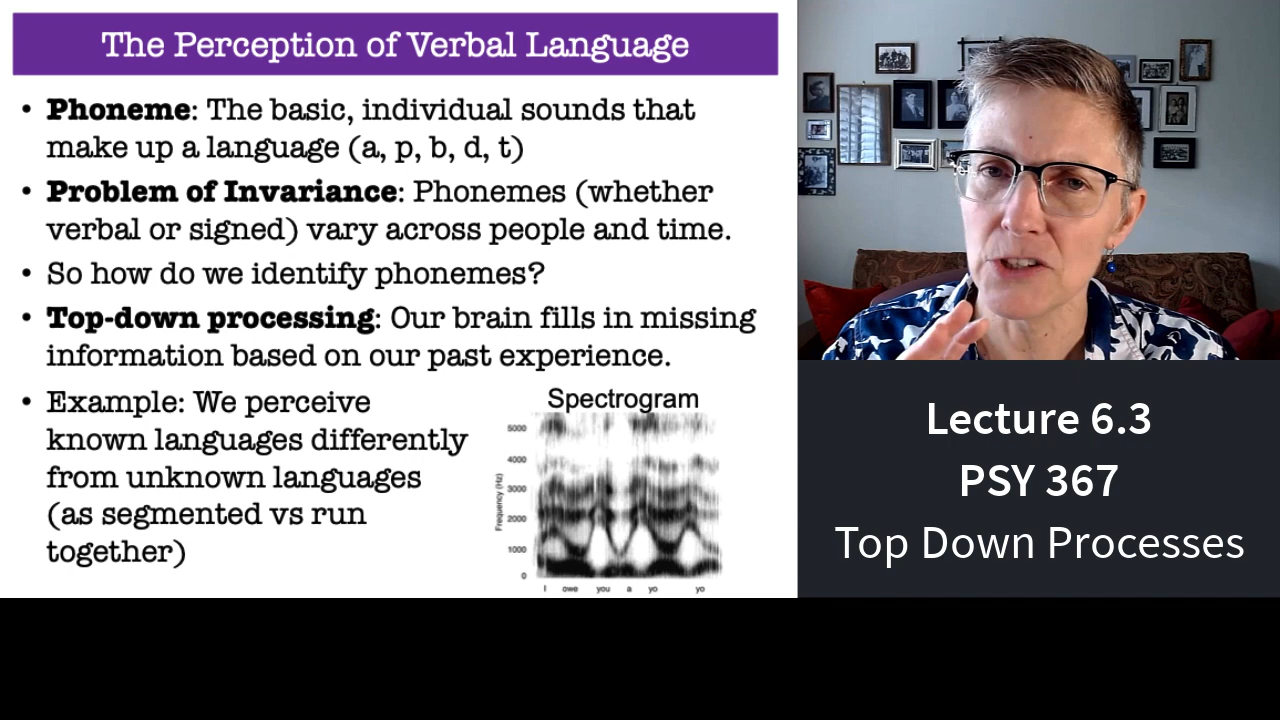 The Perception of Verbal Language
• Phoneme: The basic, individual sounds that
make up a language (a, p, b, d, t)
• Problem of Invariance: Phonemes (whether
verbal or signed) vary across people and time.
• So how do we identify phonemes?
• Top-down processing: Our brain fills in missing
information based on our past experience.
• Example: We perceive
known languages differently
from unknown languages
(as segmented vs run
together)
Spectrogram
5000
4000
3000
2000
1000
0
Frequency (Hz)
I owe you a yo yo
Lecture 6.3
PSY 367
Top Down Processes